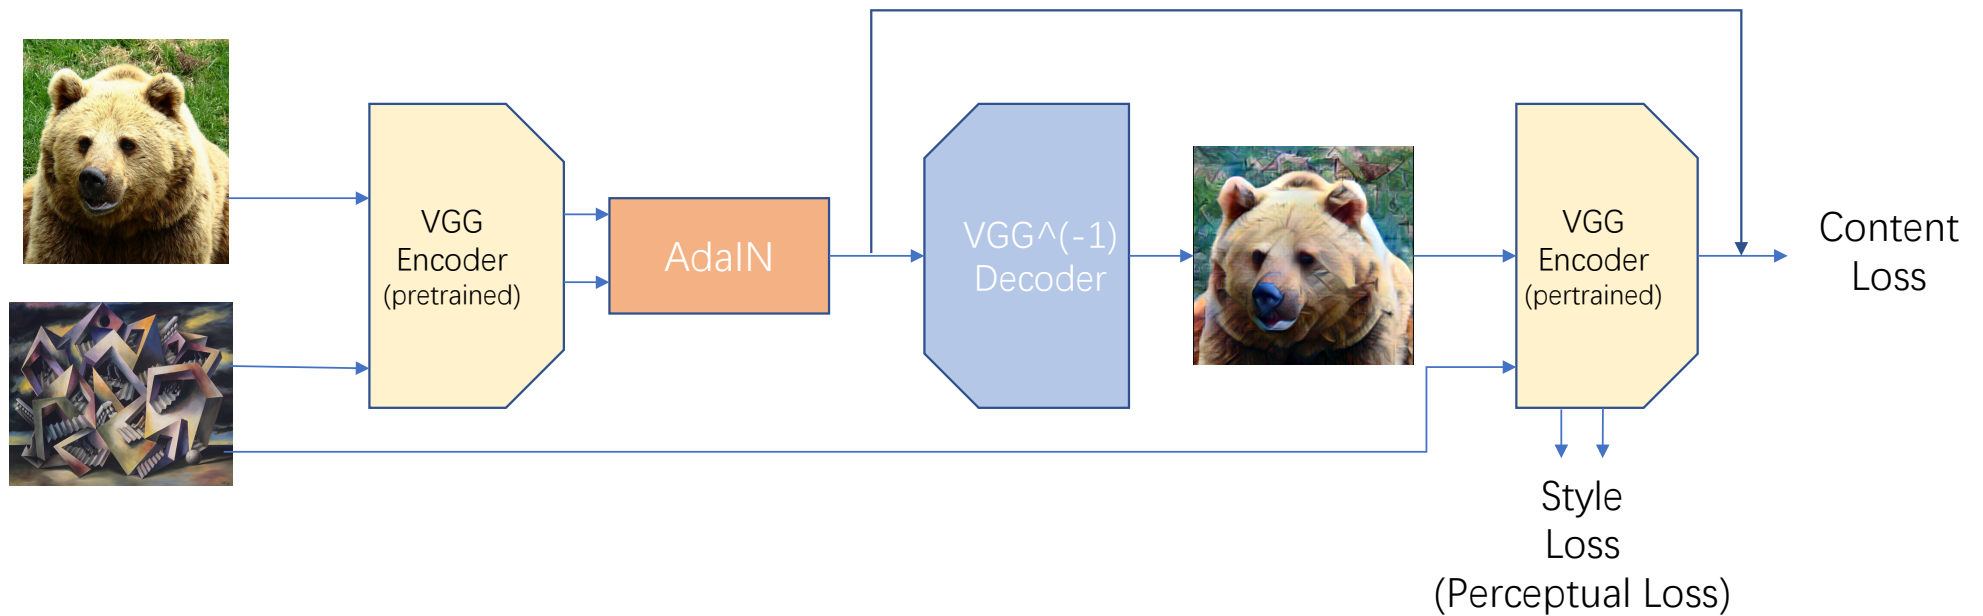 VGG
Encoder
(pretrained)
AdaIN
VGG^(-1)
Decoder
VGG
Encoder
(pertrained)
Content
Loss
Style
Loss
(Perceptual Loss)